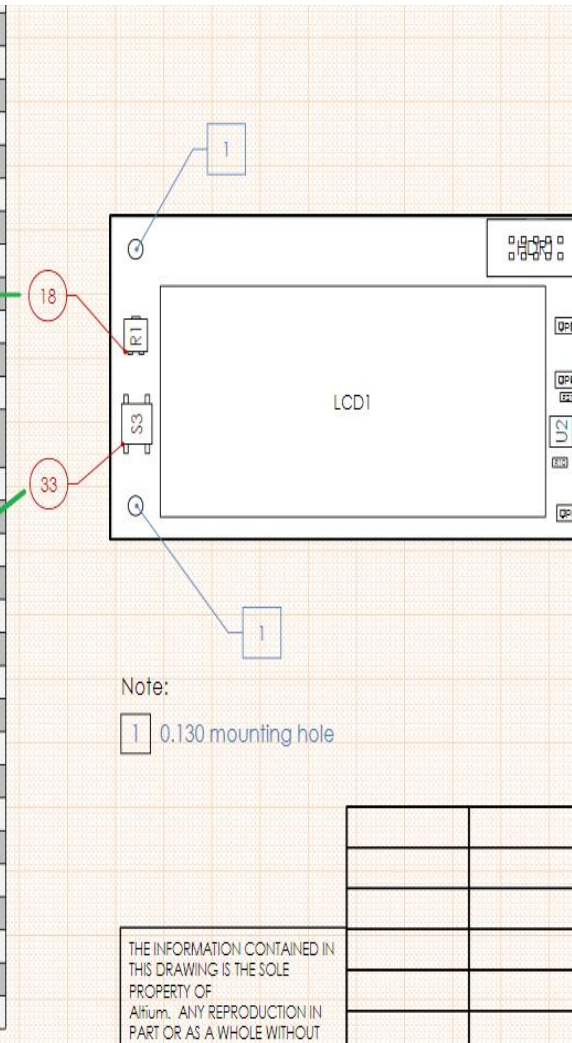 1
HDR1
18
R1
LCD1
S3
U2
33
1
Note:
1 0.130 mounting hole
THE INFORMATION CONTAINED IN
THIS DRAWING IS THE SOLE
PROPERTY OF
Altium. ANY REPRODUCTION IN
PART OR AS A WHOLE WITHOUT